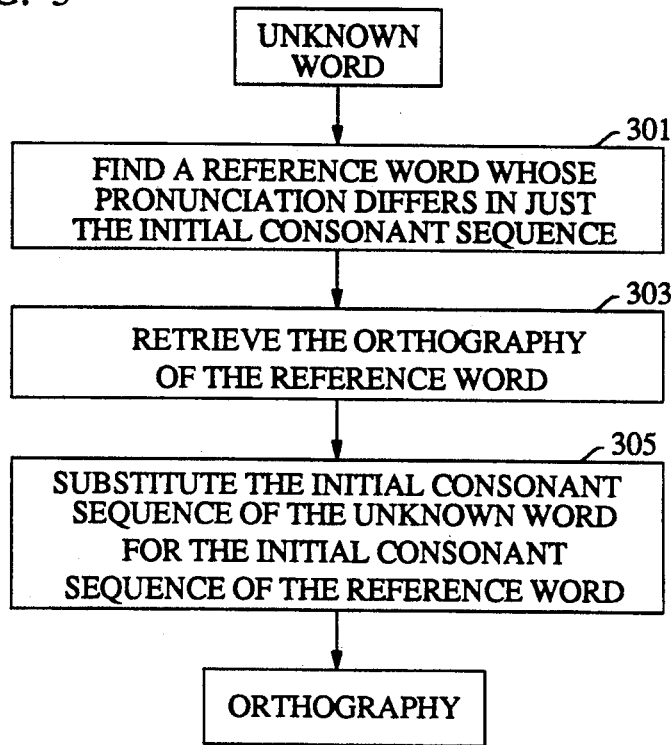 UNKNOWN
WORD
301
FIND A REFERENCE WORD WHOSE
PRONUNCIATION DIFFERS IN JUST
THE INITIAL CONSONANT SEQUENCE
303
RETRIEVE THE ORTHOGRAPHY
OF THE REFERENCE WORD
305
SUBSTITUTE THE INITIAL CONSONANT
SEQUENCE OF THE UNKNOWN WORD
FOR THE INITIAL CONSONANT
SEQUENCE OF THE REFERENCE WORD
ORTHOGRAPHY